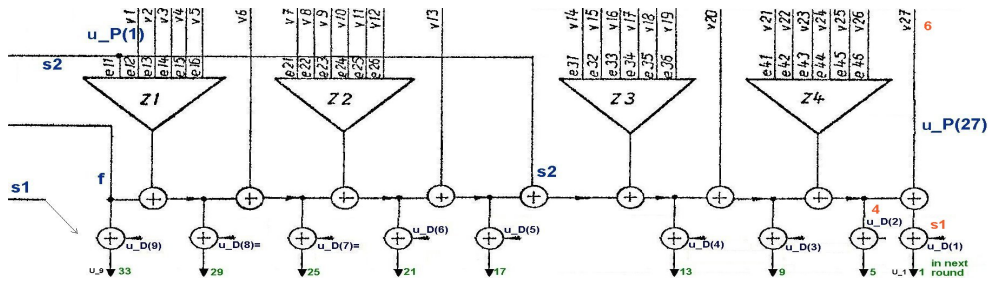 v1 v2 v3 v4 v5 v6 v7 v8 v9 v10 v11 v12 v13 v14 v15 v16 v17 v18 v19 v20 v21 v22 v23 v24 v25 v26 v27
6
u_P(1)
s2
e11 e12 e13 e14 e15 e16 e21 e22 e23 e24 e25 e26 e31 e32 e33 e34 e35 e36 e41 e42 e43 e44 e45 e46
Z1 Z2 Z3 Z4
u_P(27)
s1 f s2
4 s1
u_D(9) u_D(8)= u_D(7)= u_D(6) u_D(5) u_D(4) u_D(3) u_D(2) u_D(1)
U_9 33 29 25 21 17 13 9 5 U_1 1 in next
round